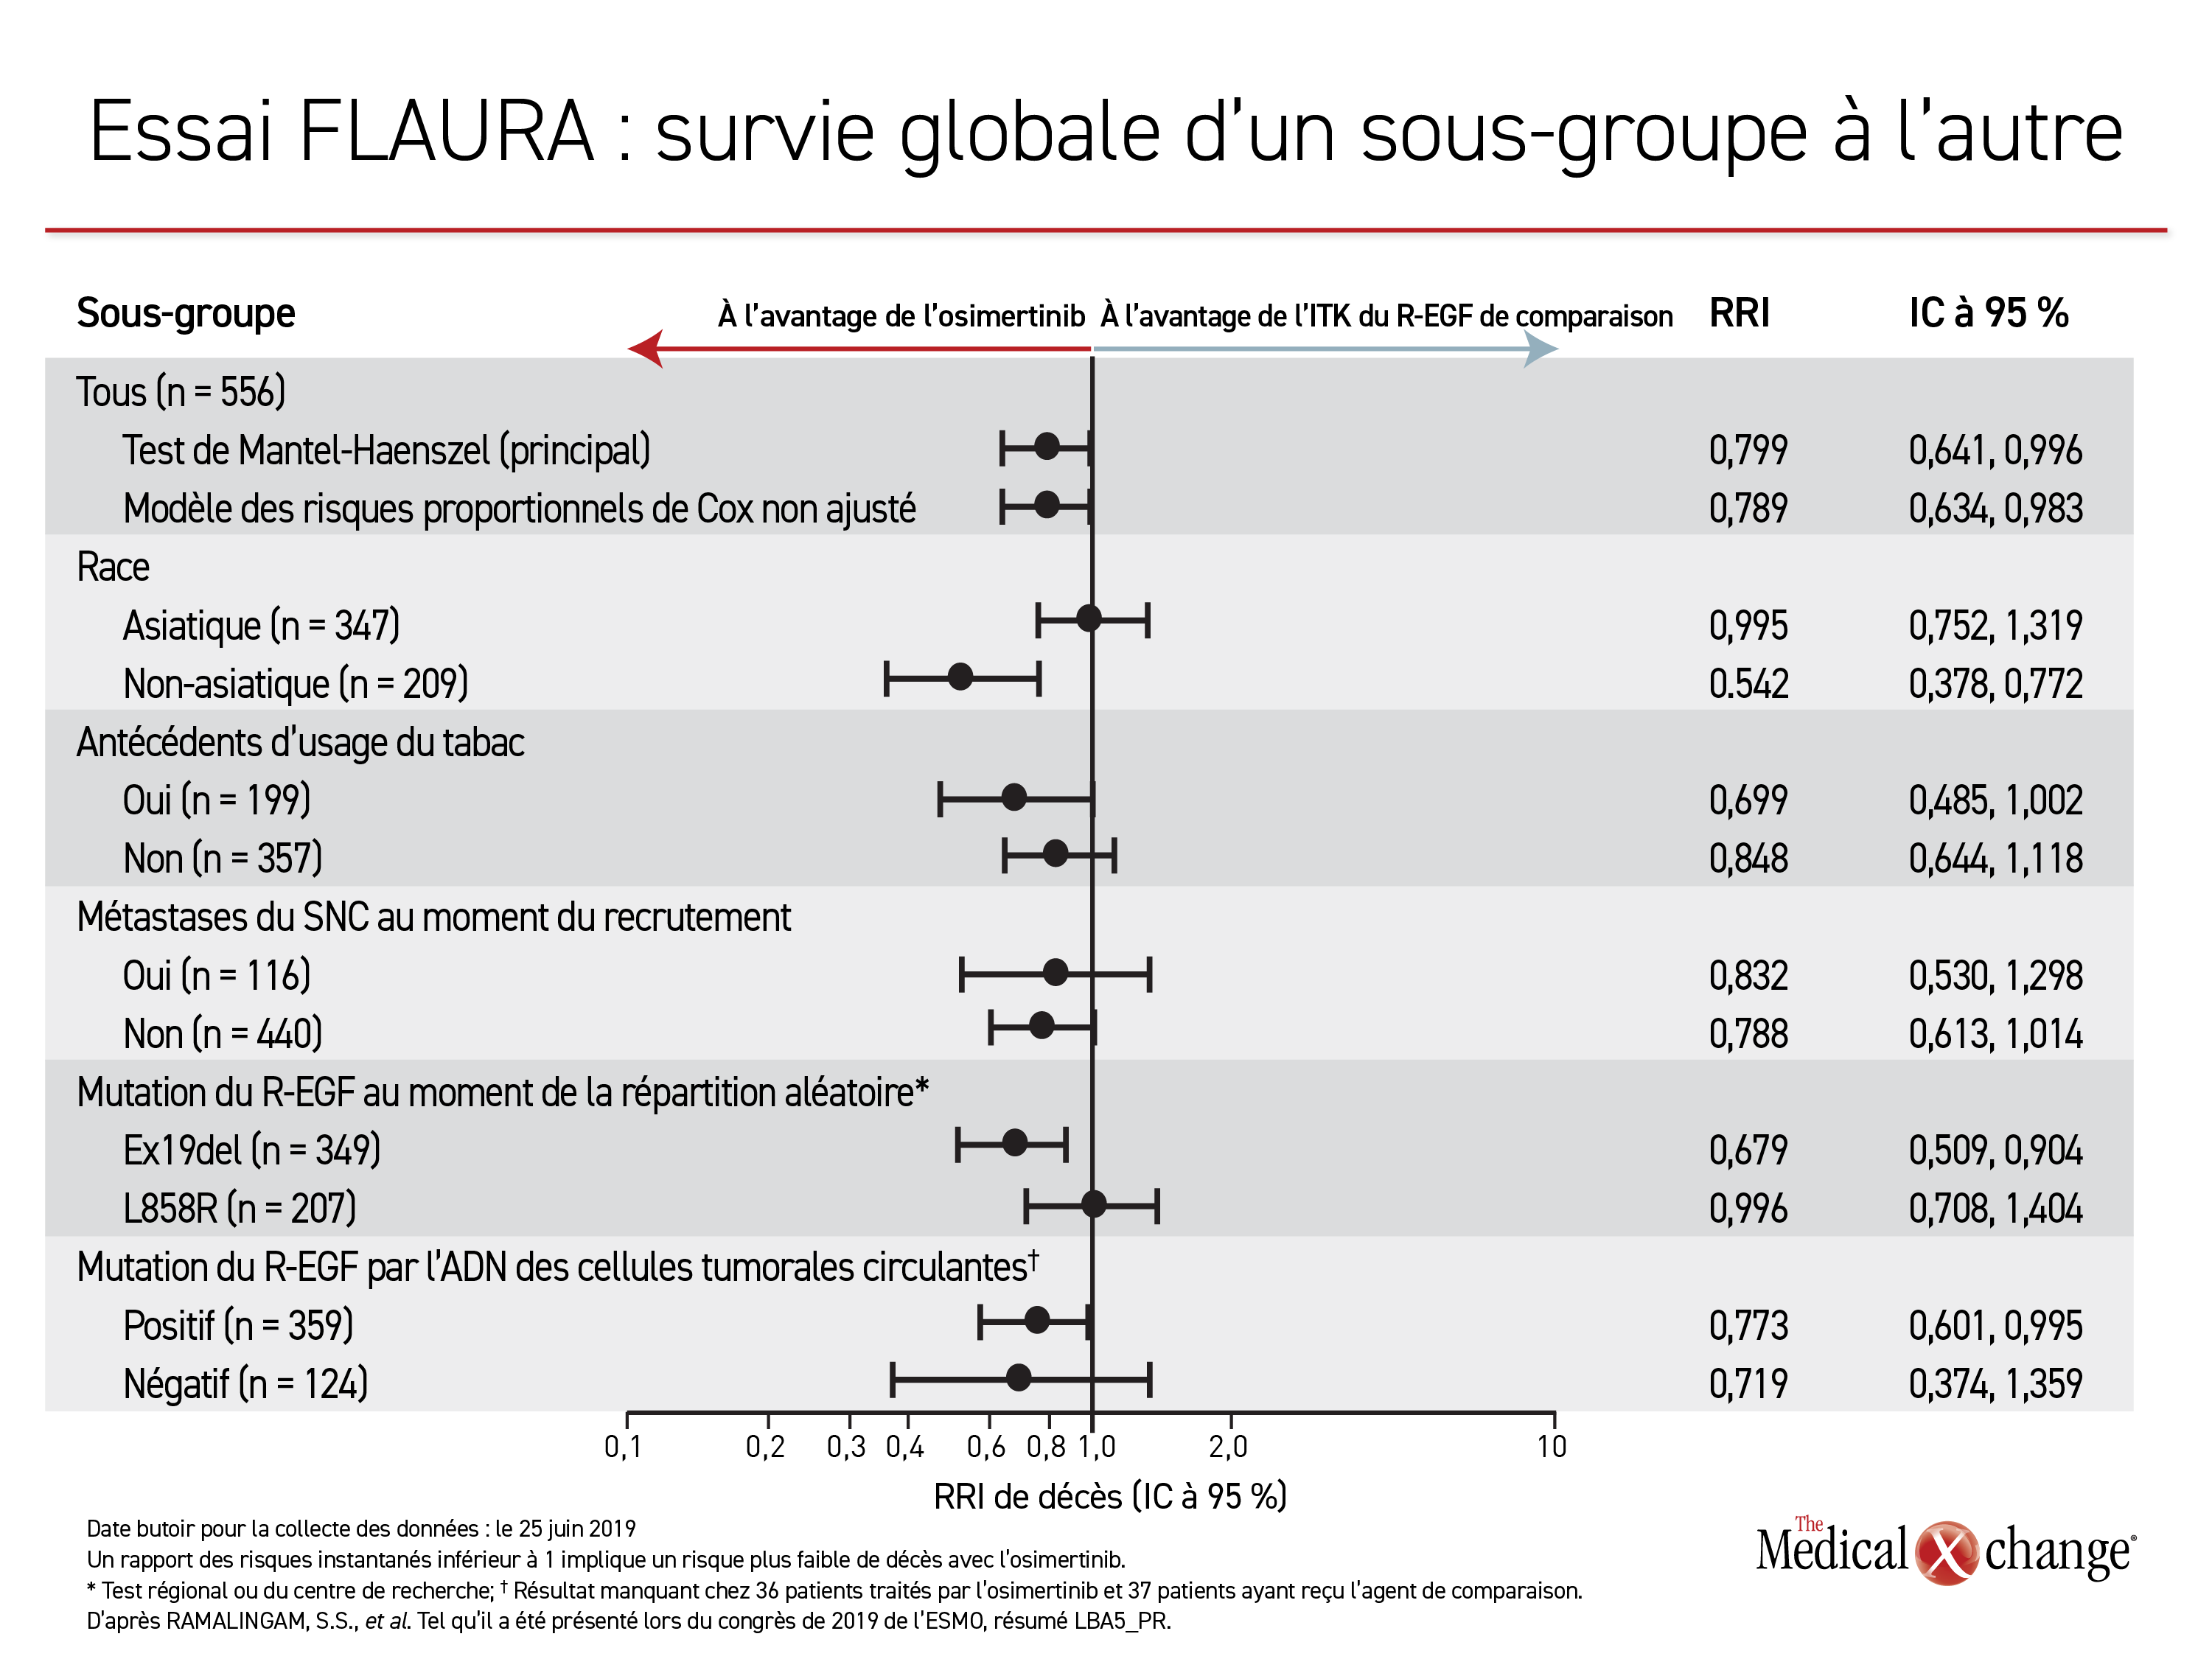 Essai FLAURA : survie globale d’un sous-groupe à l’autre
Sous-groupe À l’avantage de l’osimertinib À l’avantage de l’ITK du R-EGF de comparaison RRI IC à 95 %
Tous (n = 556)
Test de Mantel-Haenszel (principal) 0,799 0,641, 0,996
Modèle des risques proportionnels de Cox non ajusté 0,789 0,634, 0,983
Race
Asiatique (n = 347) 0,995 0,752, 1,319
Non-asiatique (n = 209) 0.542 0,378, 0,772
Antécédents d’usage du tabac
Oui (n = 199) 0,699 0,485, 1,002
Non (n = 357) 0,848 0,644, 1,118
Métastases du SNC au moment du recrutement
Oui (n = 116) 0,832 0,530, 1,298
Non (n = 440) 0,788 0,613, 1,014
Mutation du R-EGF au moment de la répartition aléatoire*
Ex19del (n = 349) 0,679 0,509, 0,904
L858R (n = 207) 0,996 0,708, 1,404
Mutation du R-EGF par l’ADN des cellules tumorales circulantes†
Positif (n = 359) 0,773 0,601, 0,995
Négatif (n = 124) 0,719 0,374, 1,359
0,1 0,2 0,3 0,4 0,6 0,8 1,0 2,0 10
RRI de décès (IC à 95 %)
Date butoir pour la collecte des données : le 25 juin 2019
Un rapport des risques instantanés inférieur à 1 implique un risque plus faible de décès avec l’osimertinib.
* Test régional ou du centre de recherche; † Résultat manquant chez 36 patients traités par l’osimertinib et 37 patients ayant reçu l’agent de comparaison.
D’après RAMALINGAM, S.S., et al. Tel qu’il a été présenté lors du congrès de 2019 de l’ESMO, résumé LBA5_PR.
The
Medical X change®